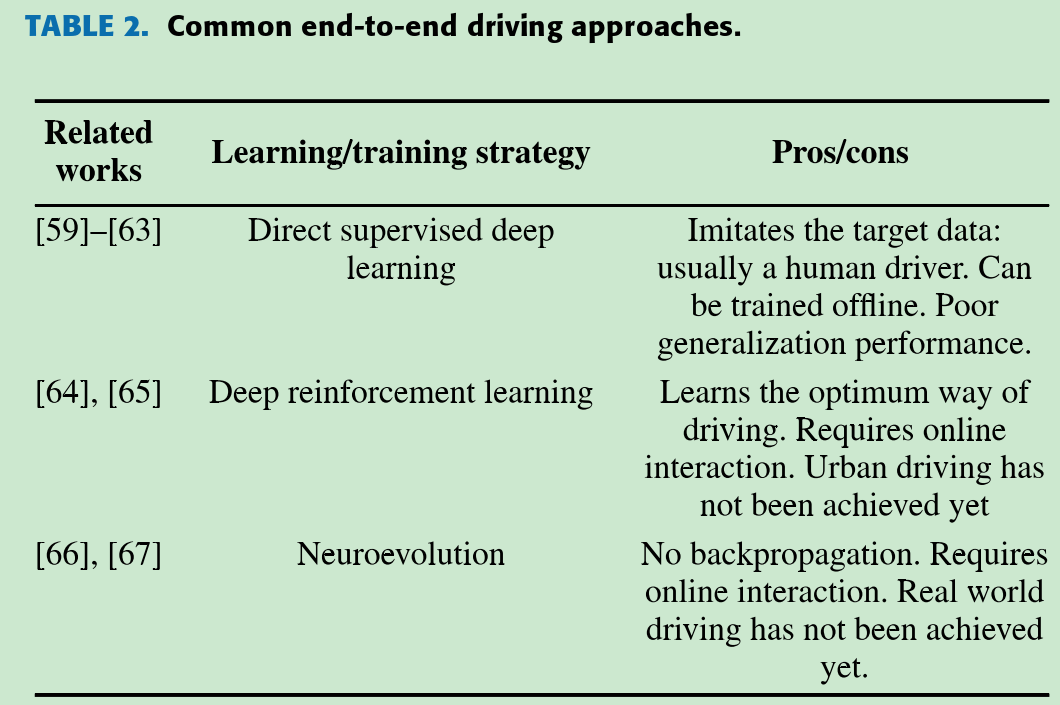 TABLE 2. Common end-to-end driving approaches.
Related works
Learning/training strategy
Pros/cons
[59]–[63]
Direct supervised deep
learning
Imitates the target data:
usually a human driver. Can
be trained offline. Poor
generalization performance.
[64], [65]
Deep reinforcement learning
Learns the optimum way of
driving. Requires online
interaction. Urban driving has
not been achieved yet
[66], [67]
Neuroevolution
No backpropagation. Requires
online interaction. Real world
driving has not been achieved
yet.